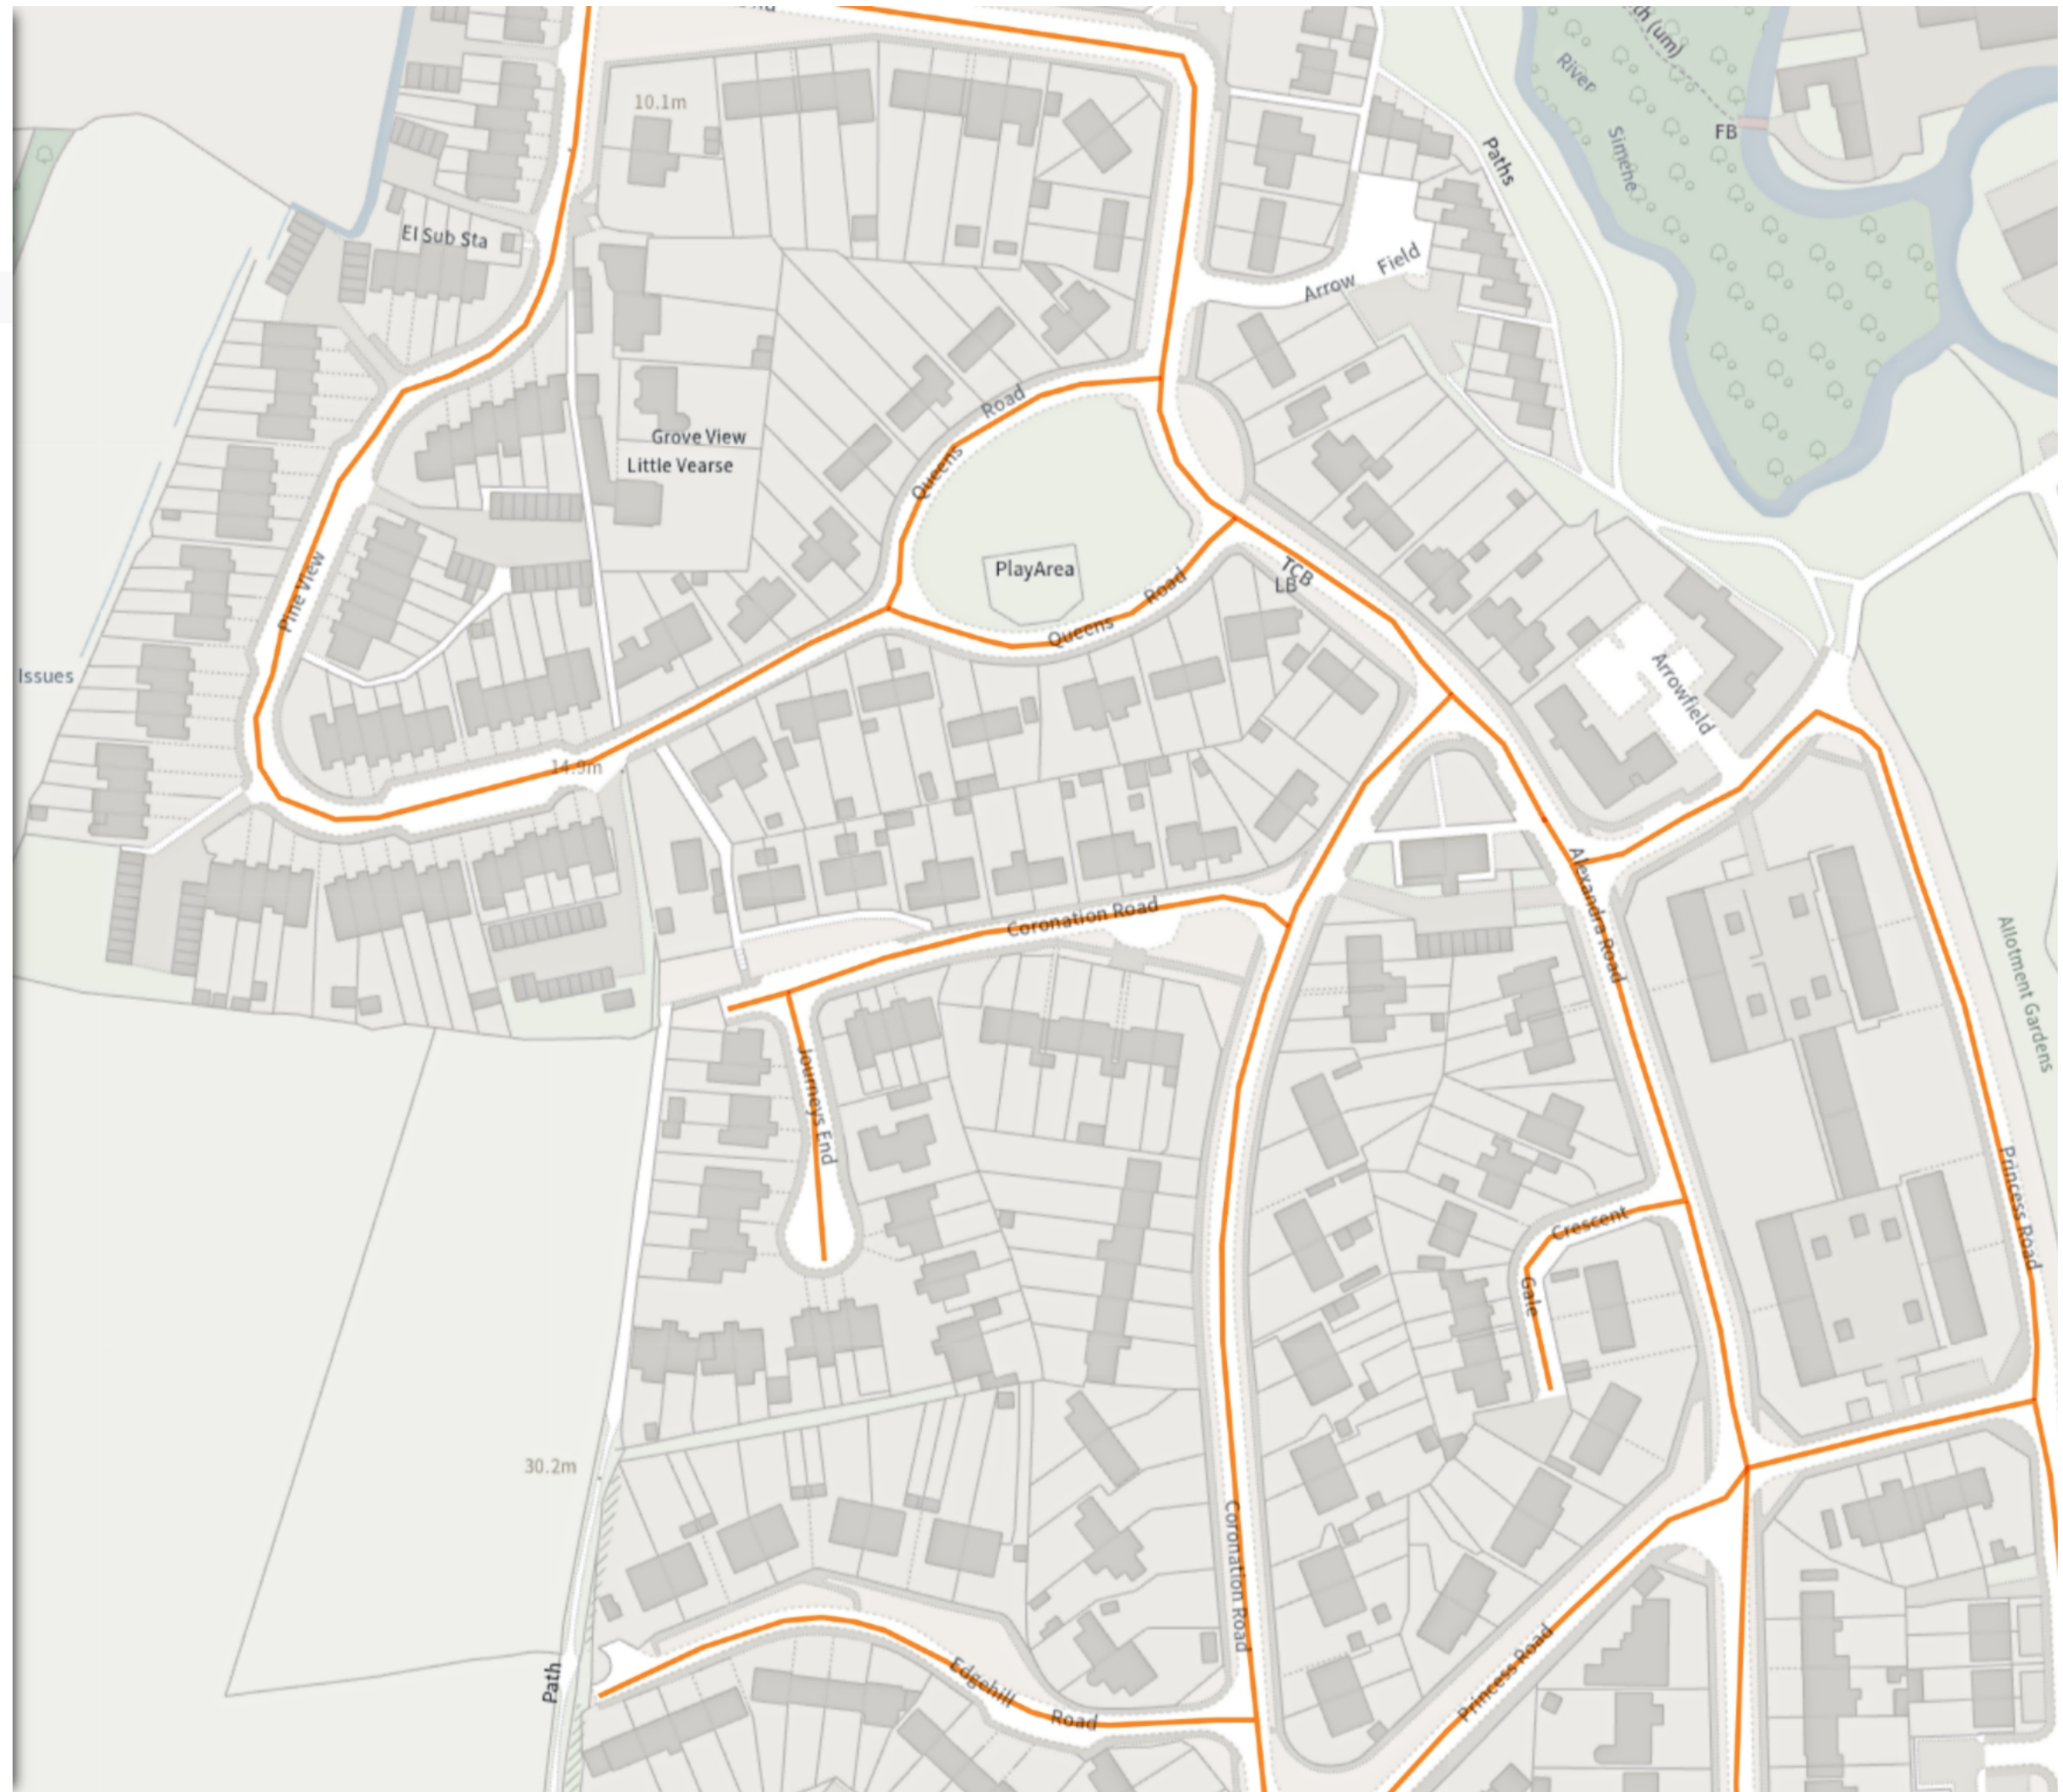 10.1m
River
Simene
FB
Paths
El Sub Sta
Arrow Field
Queens Road
Grove View
Little Vearse
PlayArea
TCB
LB
Queens Road
Pine View
Issues
Arrowfield
14.9m
Coronation Road
Alexandra Road
Allotment Gardens
Journeys End
Princess Road
Gale Crescent
30.2m
Coronation Road
Path
Edgehill Road
Princess Road